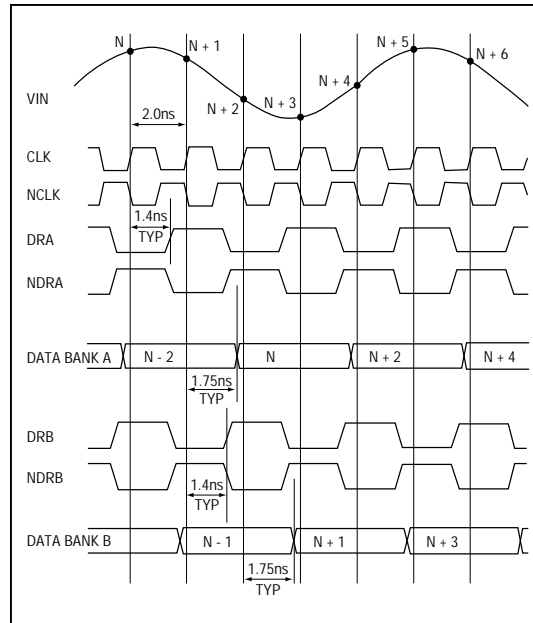 N
N + 1
N + 5
N + 6
N + 4
N + 2
N + 3
VIN
2.0ns
CLK
NCLK
1.4ns
TYP
DRA
NDRA
DATA BANK A
N - 2
N
N + 2
N + 4
1.75ns
TYP
DRB
NDRB
1.4ns
TYP
DATA BANK B
N - 1
N + 1
N + 3
1.75ns
TYP